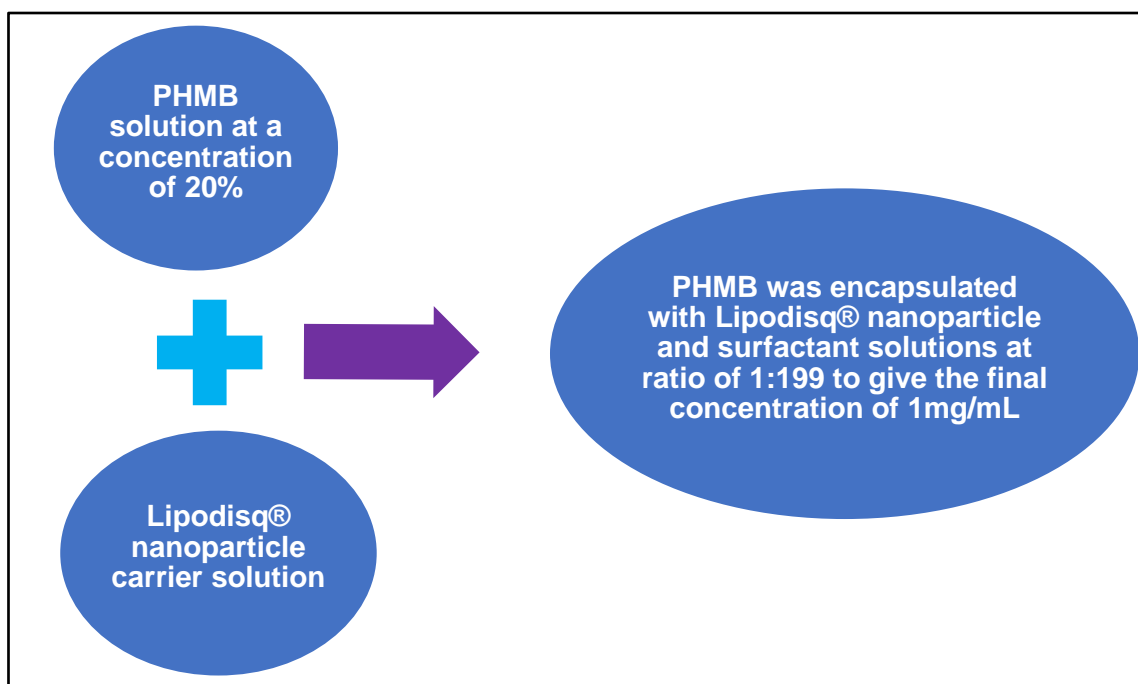 PHMB
solution at a
concentration
of 20%
Lipodisq®
nanoparticle
carrier solution
PHMB was encapsulated
with Lipodisq® nanoparticle
and surfactant solutions at
ratio of 1:199 to give the final
concentration of 1mg/mL